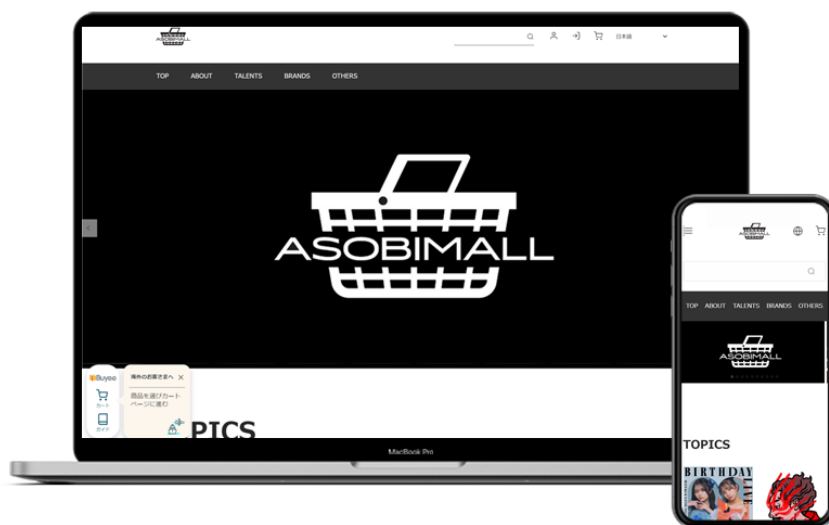 ASOBIMALL
日本語
TOP ABOUT TALENTS BRANDS OTHERS
ASOBIMALL
Buyee
カート
ガイド
海外のお客さまへ ×
商品を選びカート
ページに進む
PICS
MacBook Pro
ASOBIMALL
TOP ABOUT TALENTS BRANDS OTHERS
ASOBIMALL
TOPICS
BIRTHDAY